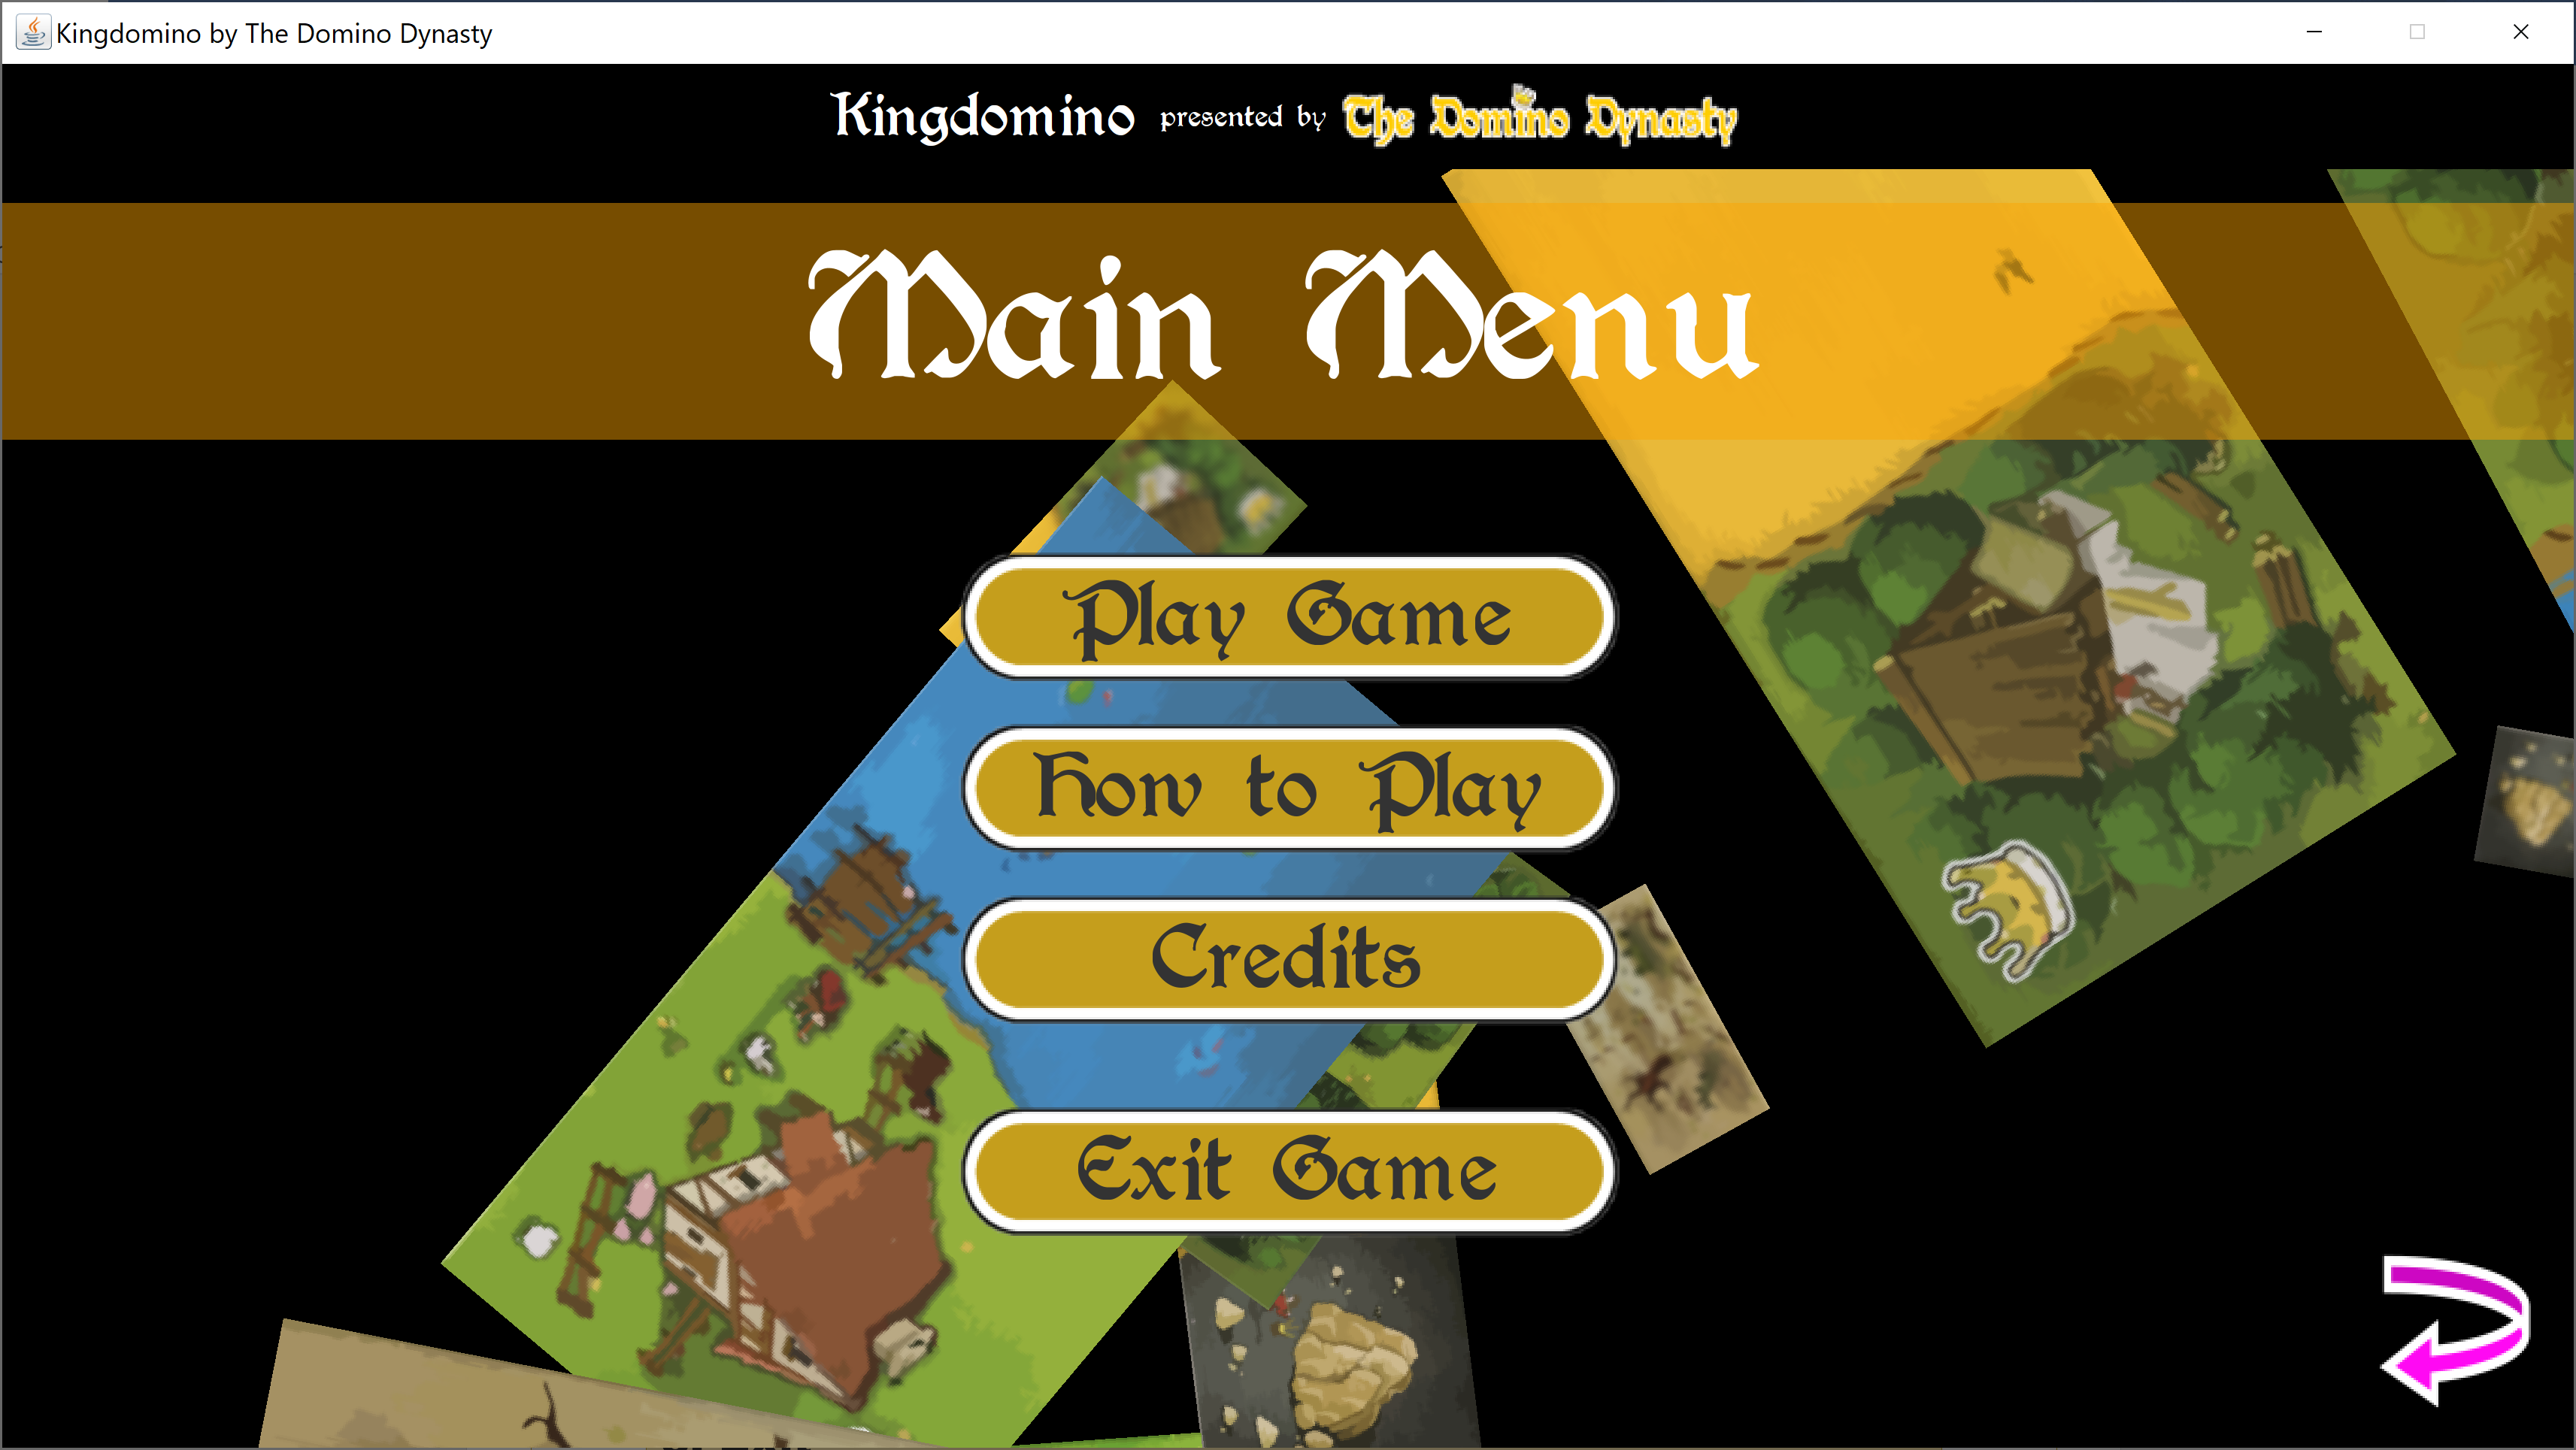 Kingdomino by The Domino Dynasty
Kingdomino presented by The Domino Dynasty
Main Menu
Play Game
How to Play
Credits
Exit Game